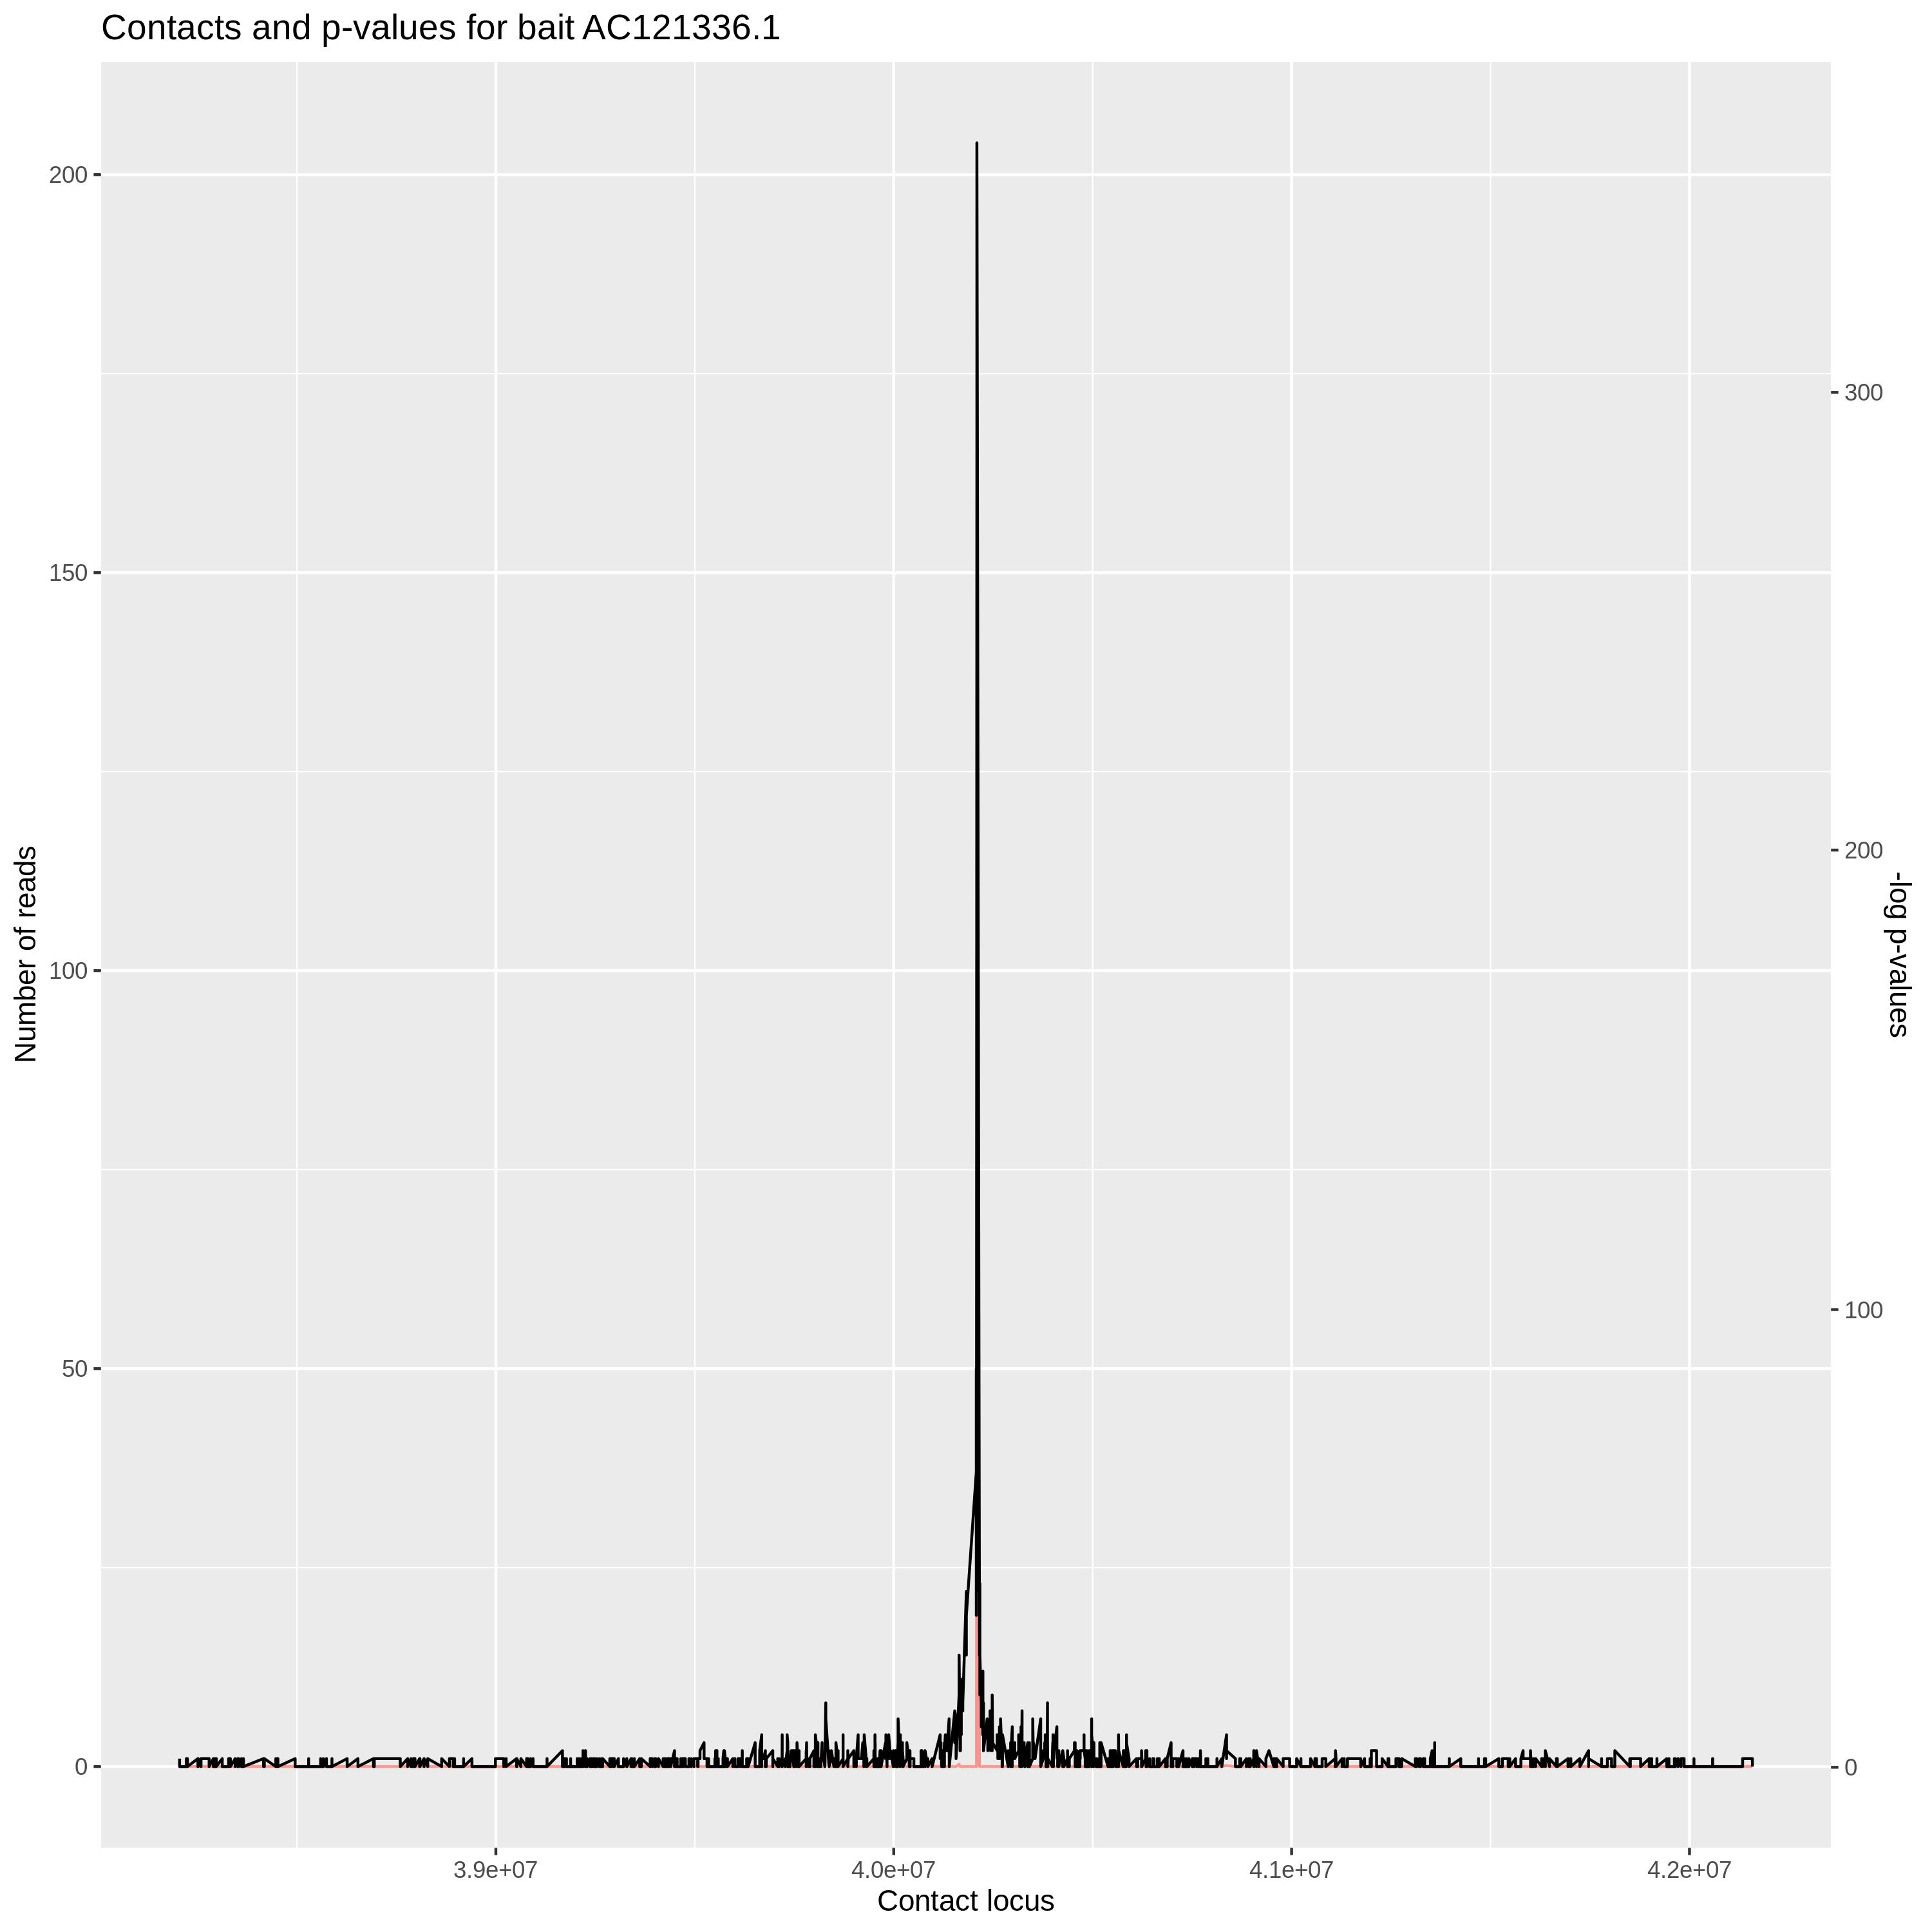 Contacts and p-values for bait AC121336.1
200
150
100
50
0
Number of reads
300
200
100
0
-log p-values
3.9e+07 4.0e+07 4.1e+07 4.2e+07
Contact locus